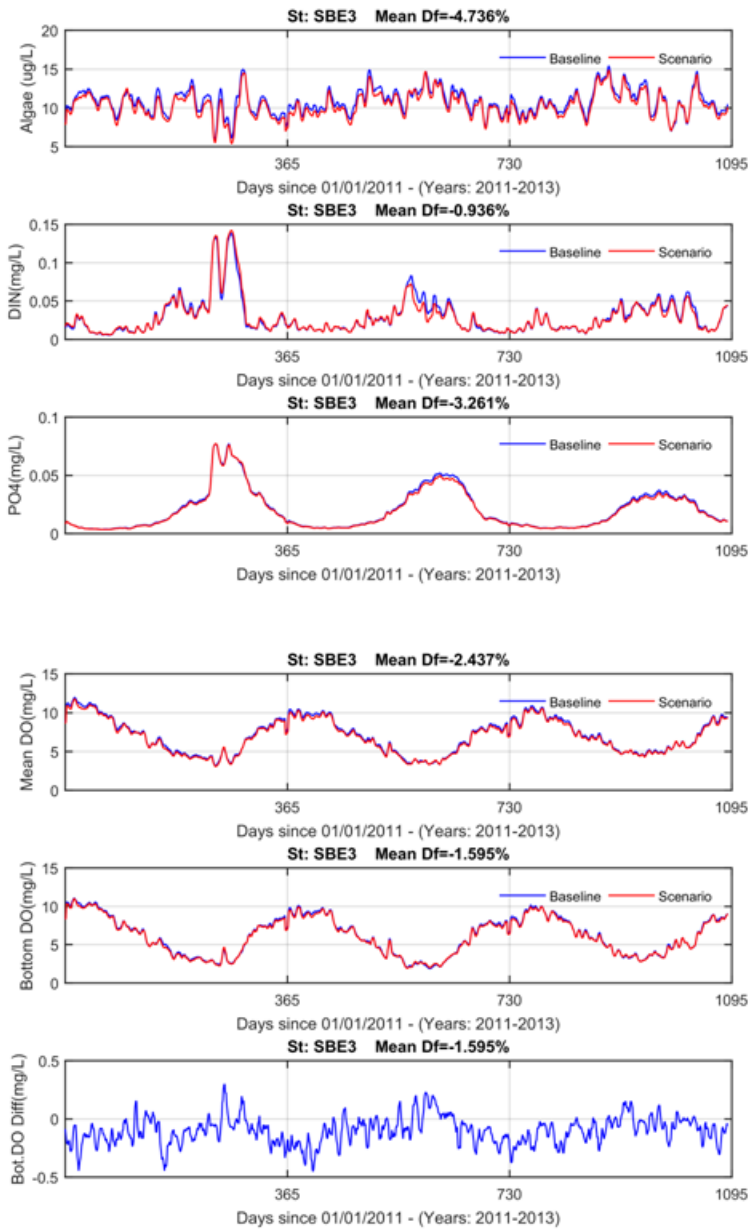 St: SBE3 Mean Df=-4.736%
20
15
10
5
Algae (ug/L)
Baseline Scenario
365 730 1095
Days since 01/01/2011 - (Years: 2011-2013)
St: SBE3 Mean Df=-0.936%
0.15
0.1
0.05
0
DIN(mg/L)
Baseline Scenario
365 730 1095
Days since 01/01/2011 - (Years: 2011-2013)
St: SBE3 Mean Df=-3.261%
0.1
0.05
0
PO4(mg/L)
Baseline Scenario
365 730 1095
Days since 01/01/2011 - (Years: 2011-2013)
St: SBE3 Mean Df=-2.437%
15
10
5
0
Mean DO(mg/L)
Baseline Scenario
365 730 1095
Days since 01/01/2011 - (Years: 2011-2013)
St: SBE3 Mean Df=-1.595%
15
10
5
0
Bottom DO(mg/L)
Baseline Scenario
365 730 1095
Days since 01/01/2011 - (Years: 2011-2013)
St: SBE3 Mean Df=-1.595%
0.5
0
-0.5
Bot.DO Diff(mg/L)
365 730 1095
Days since 01/01/2011 - (Years: 2011-2013)